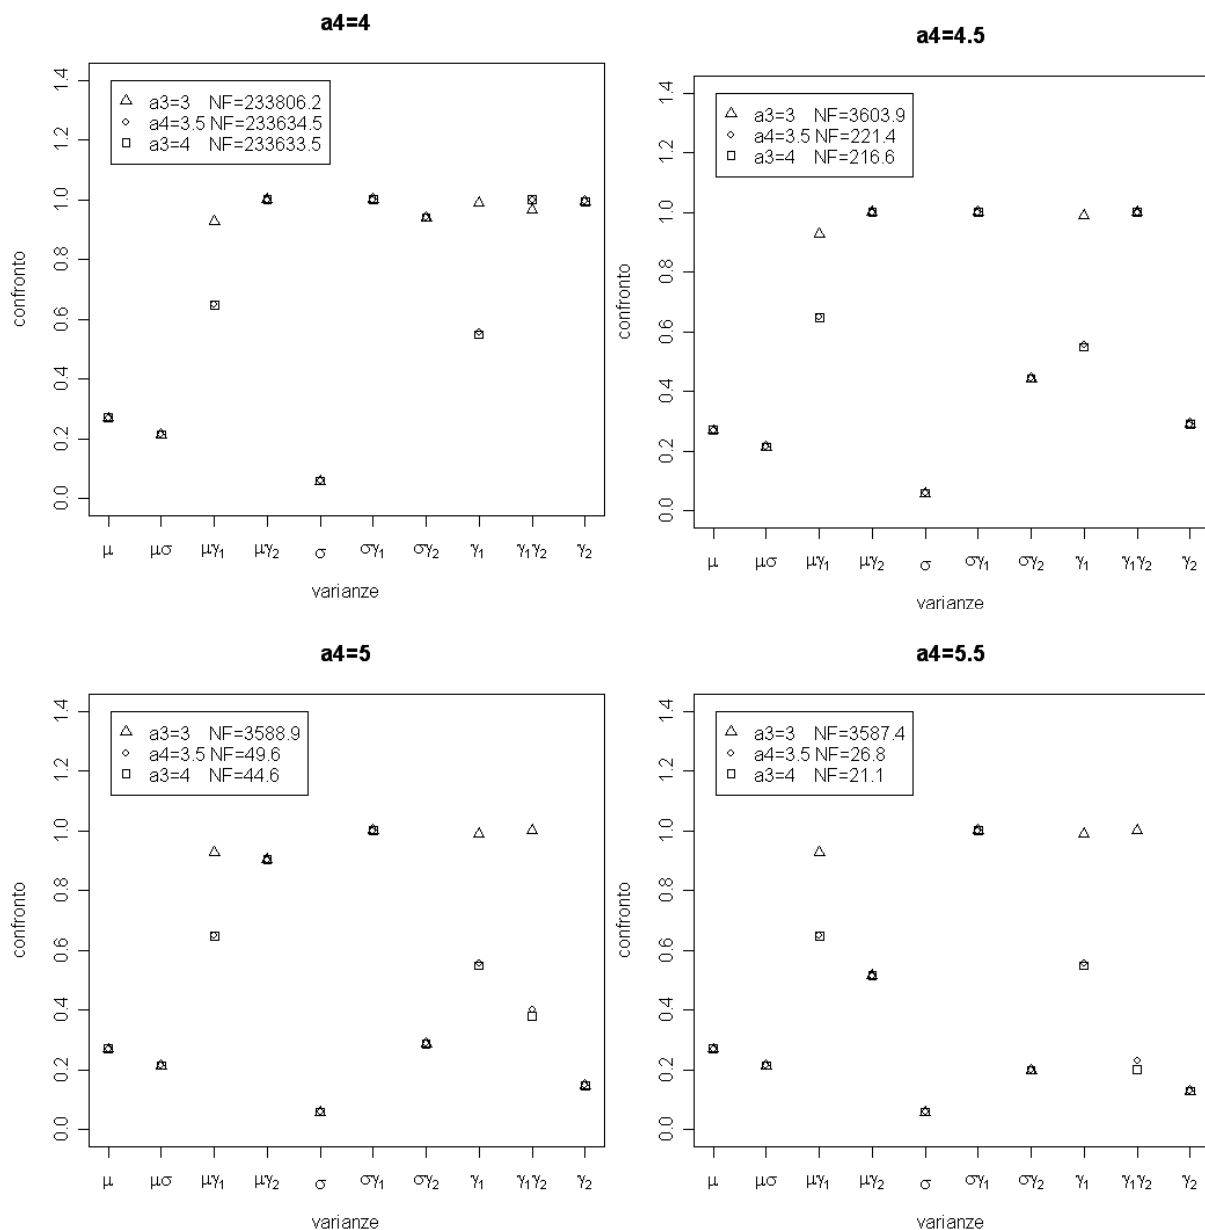 a4=4
1.4
1.2
1.0
0.8
0.6
0.4
0.2
0.0
confronto
△ a3=3 NF=233806.2
◇ a4=3.5 NF=233634.5
□ a3=4 NF=233633.5
μ μσ μγ₁ μγ₂ σ σγ₁ σγ₂ γ₁ γ₁γ₂ γ₂
varianze
a4=4.5
1.4
1.2
1.0
0.8
0.6
0.4
0.2
0.0
confronto
△ a3=3 NF=3603.9
◇ a4=3.5 NF=221.4
□ a3=4 NF=216.6
μ μσ μγ₁ μγ₂ σ σγ₁ σγ₂ γ₁ γ₁γ₂ γ₂
varianze
a4=5
1.4
1.2
1.0
0.8
0.6
0.4
0.2
0.0
confronto
△ a3=3 NF=3588.9
◇ a4=3.5 NF=49.6
□ a3=4 NF=44.6
μ μσ μγ₁ μγ₂ σ σγ₁ σγ₂ γ₁ γ₁γ₂ γ₂
varianze
a4=5.5
1.4
1.2
1.0
0.8
0.6
0.4
0.2
0.0
confronto
△ a3=3 NF=3587.4
◇ a4=3.5 NF=26.8
□ a3=4 NF=21.1
μ μσ μγ₁ μγ₂ σ σγ₁ σγ₂ γ₁ γ₁γ₂ γ₂
varianze